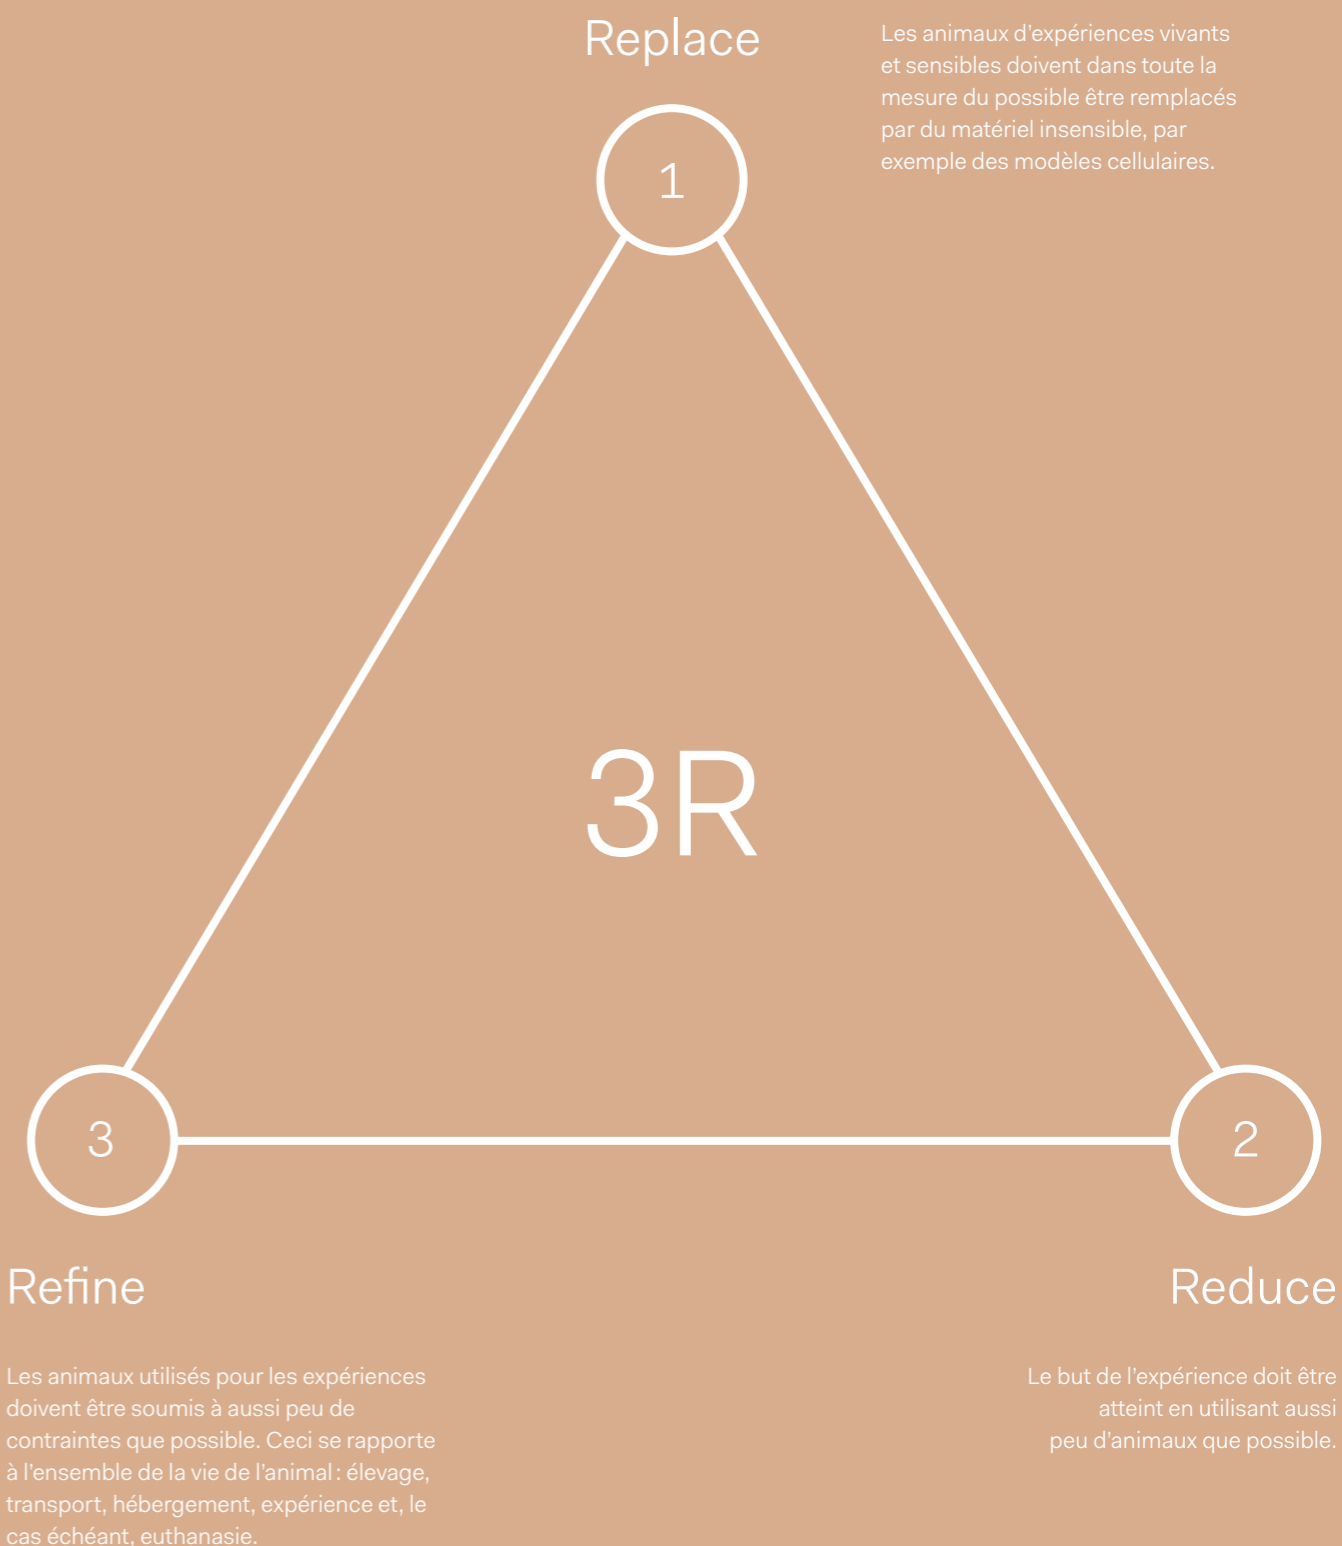 Replace
Les animaux d’expériences vivants
et sensibles doivent dans toute la
mesure du possible être remplacés
par du matériel insensible, par
exemple des modèles cellulaires.
1
3R
3
2
Refine
Les animaux utilisés pour les expériences
doivent être soumis à aussi peu de
contraintes que possible. Ceci se rapporte
à l’ensemble de la vie de l’animal : élevage,
transport, hébergement, expérience et, le
cas échéant, euthanasie.
Reduce
Le but de l’expérience doit être
atteint en utilisant aussi
peu d’animaux que possible.